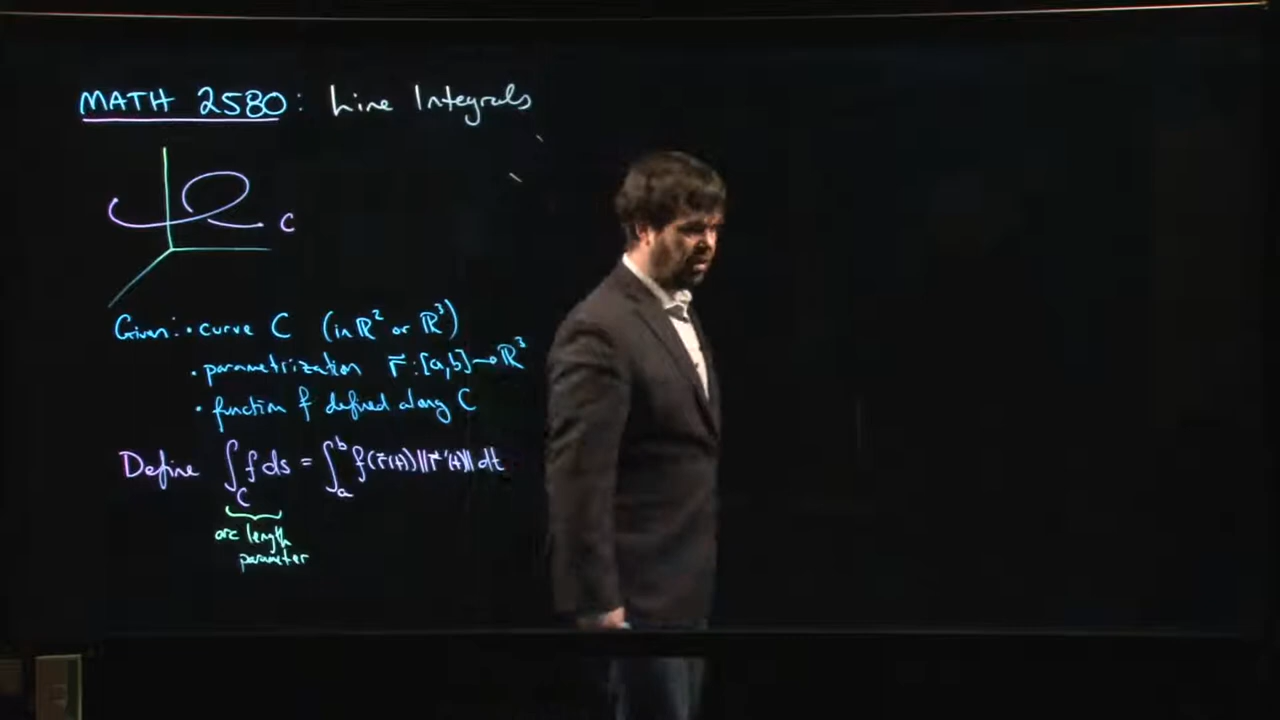 MATH 2580: Line Integrals
C
Given: • curve C (in ℝ² or ℝ³)
• parametrization r⃗ : [a,b] → ℝ³
• function f defined along C
Define ∫_C f ds = ∫_a^b f(r⃗(t)) ||r⃗'(t)|| dt
arc length
parameter